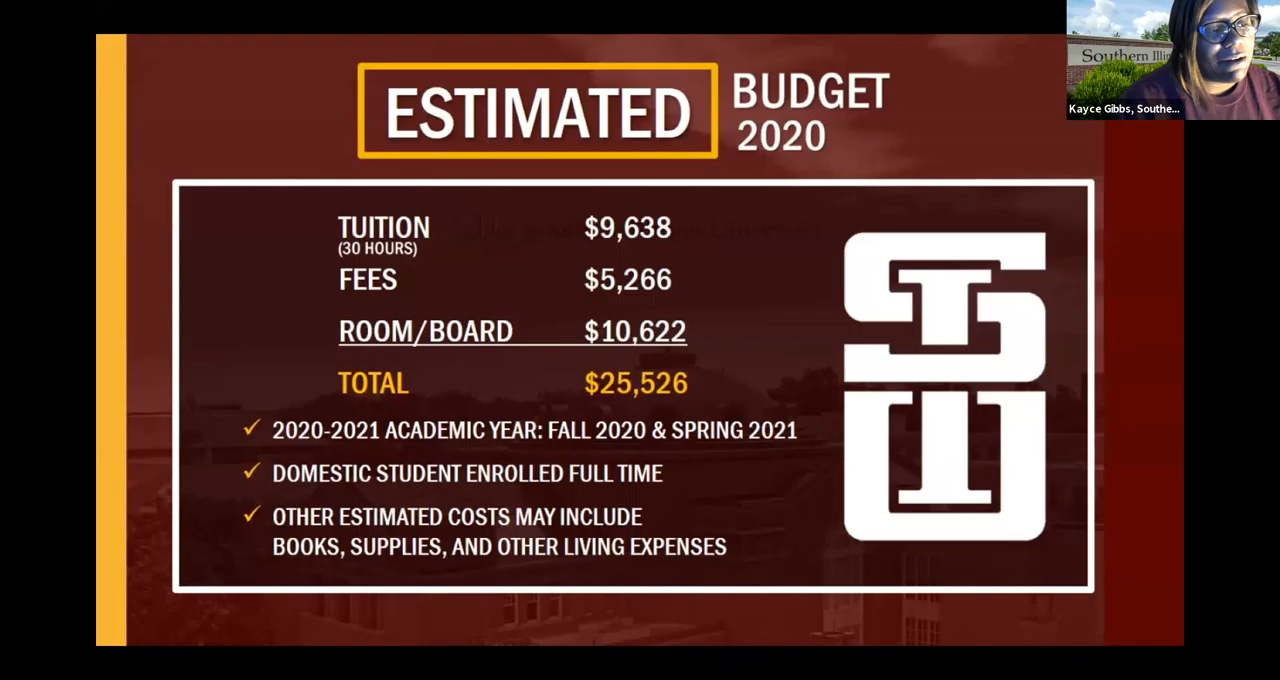 Southern Illi
Kayce Gibbs, Southe...
ESTIMATED
BUDGET
2020
TUITION $9,638
(30 HOURS)
FEES $5,266
ROOM/BOARD $10,622
TOTAL $25,526
✓ 2020-2021 ACADEMIC YEAR: FALL 2020 & SPRING 2021
✓ DOMESTIC STUDENT ENROLLED FULL TIME
✓ OTHER ESTIMATED COSTS MAY INCLUDE
BOOKS, SUPPLIES, AND OTHER LIVING EXPENSES
SIU